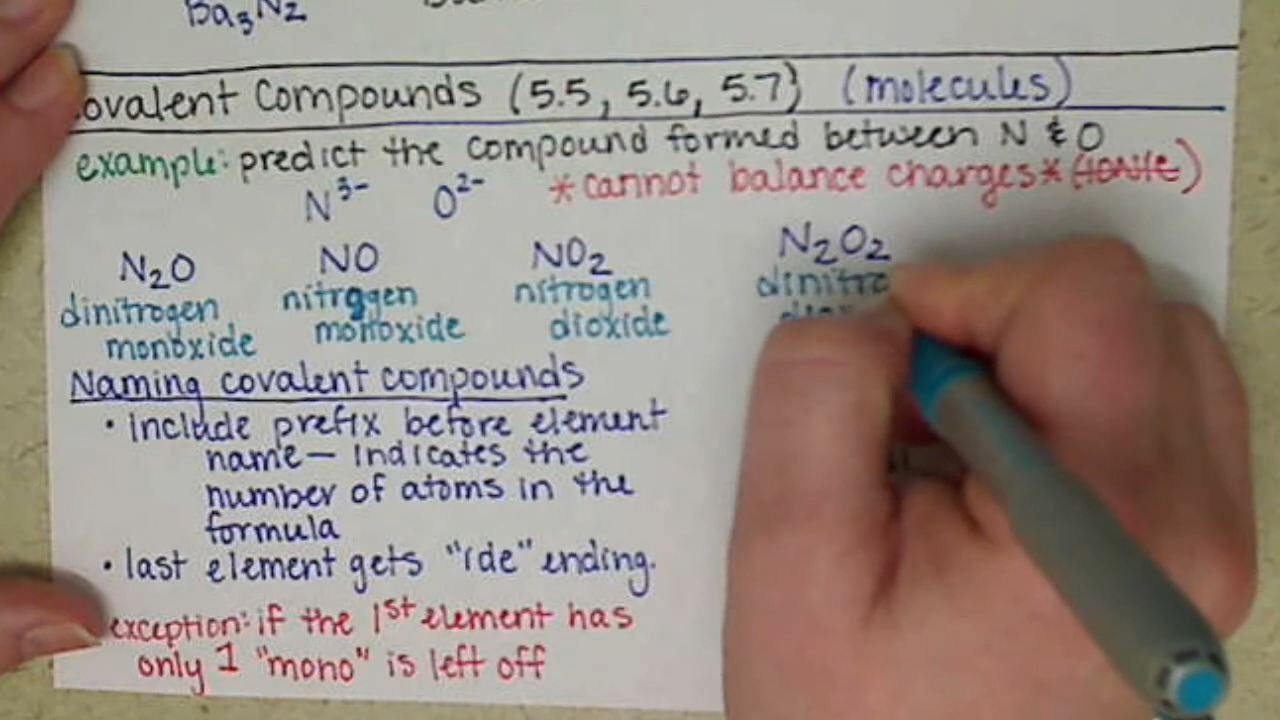 Ba3N2
ovalent Compounds (5.5, 5.6, 5.7) (molecules)
example: predict the compound formed between N & O
N3- O2- *cannot balance charges* (ionic)
N2O NO NO2 N2O2
dinitrogen nitrogen nitrogen dinitro
monoxide monoxide dioxide
Naming covalent compounds
• include prefix before element
name — indicates the
number of atoms in the
formula
• last element gets "ide" ending.
exception: if the 1st element has
only 1 "mono" is left off